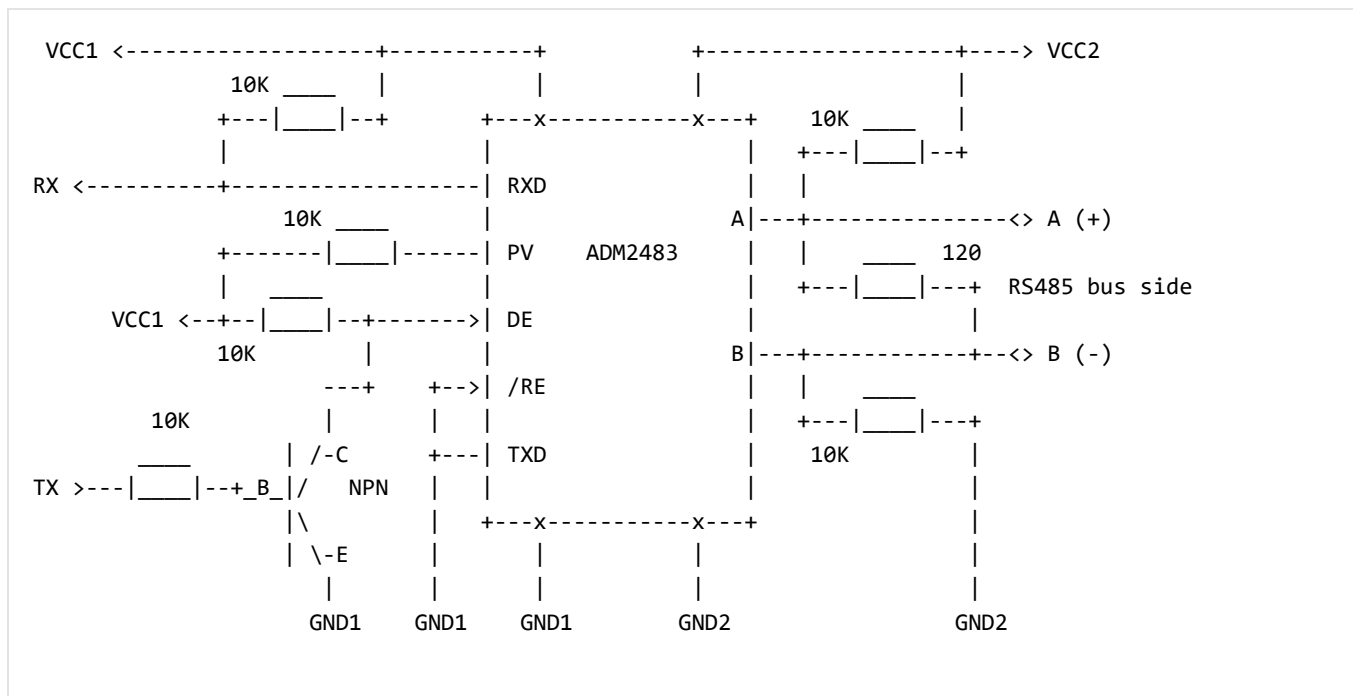 VCC1 VCC2
10K
10K
RX RXD
10K A A (+)
PV ADM2483 120
RS485 bus side
VCC1 DE
10K B B (-)
/RE
10K
C TXD 10K
TX B NPN
E
GND1 GND1 GND1 GND2 GND2